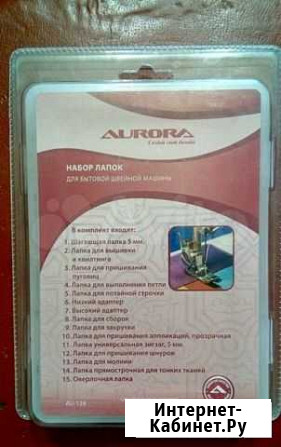 AURORA
НАБОР ЛАПОК
ДЛЯ БЫТОВОЙ ШВЕЙНОЙ МАШИНЫ
В комплект входят:
1. Шагающая лапка 5 мм.
2. Лапка для вышивки
и квилтинга
3. Лапка для пришивания
пуговиц
4. Лапка для выполнения петли
5. Лапка для потайной строчки
6. Низкий адаптер
7. Высокий адаптер
8. Лапка для сборок
9. Лапка для закрутки
10. Лапка для пришивания аппликаций, прозрачная
11. Лапка универсальная зигзаг, 5 мм.
12. Лапка для пришивания шнуров
13. Лапка для молнии
14. Лапка прямострочная для тонких тканей
15. Оверлочная лапка
Интернет-
Кабинет.Ру